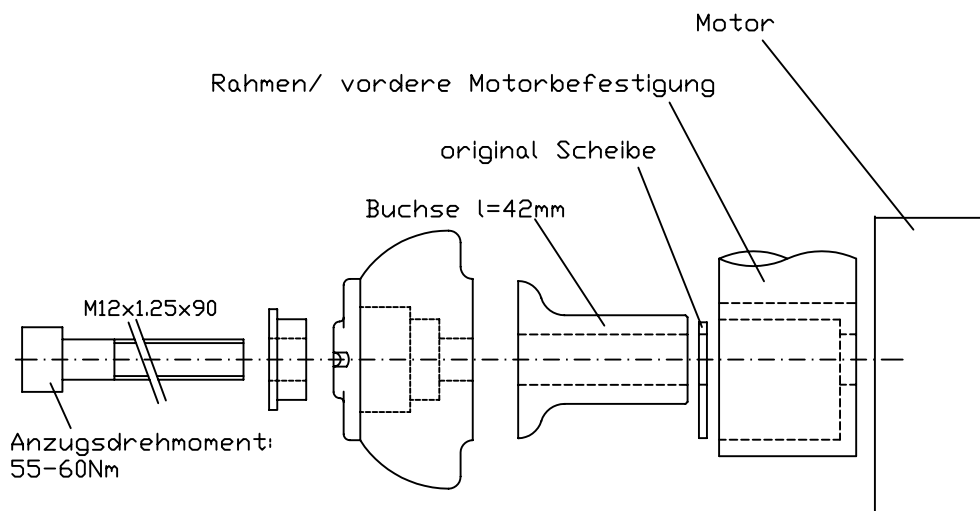 Motor
Rahmen/ vordere Motorbefestigung
original Scheibe
Buchse l=42mm
M12x1.25x90
Anzugsdrehmoment:
55-60Nm